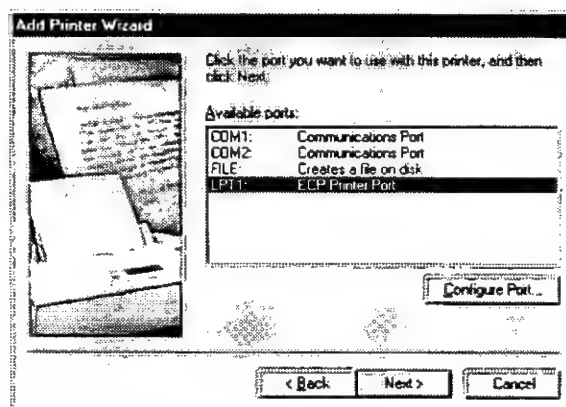 Add Printer Wizard
Click the port you want to use with this printer, and then
click Next.
Available ports:
COM1: Communications Port
COM2: Communications Port
FILE: Creates a file on disk
LPT1: ECP Printer Port
Configure Port...
< Back Next > Cancel